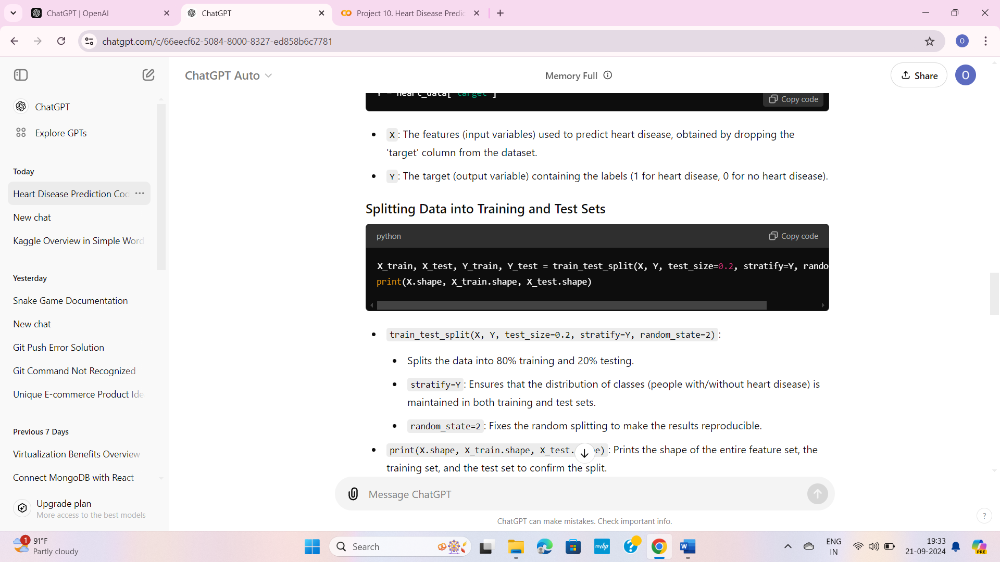 ChatGPT | OpenAI
ChatGPT
Project 10. Heart Disease Predic
chatgpt.com/c/66eecf62-5084-8000-8327-ed858b6c7781
O
ChatGPT Auto
Memory Full
Share
O
ChatGPT
Explore GPTs
Today
Heart Disease Prediction Cod
New chat
Kaggle Overview in Simple Word
Yesterday
Snake Game Documentation
New chat
Git Push Error Solution
Git Command Not Recognized
Unique E-commerce Product Ide
Previous 7 Days
Virtualization Benefits Overview
Connect MongoDB with React
Upgrade plan
More access to the best models
Y = heart_data['target']
Copy code
X: The features (input variables) used to predict heart disease, obtained by dropping the
'target' column from the dataset.
Y: The target (output variable) containing the labels (1 for heart disease, 0 for no heart disease).
Splitting Data into Training and Test Sets
python
Copy code
X_train, X_test, Y_train, Y_test = train_test_split(X, Y, test_size=0.2, stratify=Y, rando
print(X.shape, X_train.shape, X_test.shape)
train_test_split(X, Y, test_size=0.2, stratify=Y, random_state=2):
Splits the data into 80% training and 20% testing.
stratify=Y: Ensures that the distribution of classes (people with/without heart disease) is
maintained in both training and test sets.
random_state=2: Fixes the random splitting to make the results reproducible.
print(X.shape, X_train.shape, X_test. e): Prints the shape of the entire feature set, the
training set, and the test set to confirm the split.
Message ChatGPT
ChatGPT can make mistakes. Check important info.
?
1
91°F
Partly cloudy
Search
myhp
ENG
IN
19:33
21-09-2024
PRE